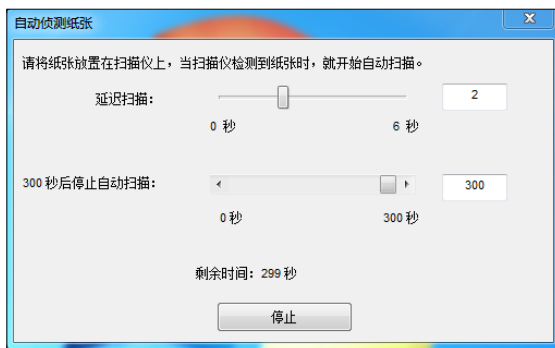 自动侦测纸张
请将纸张放置在扫描仪上，当扫描仪检测到纸张时，就开始自动扫描。
延迟扫描： 2
0 秒 6 秒
300 秒后停止自动扫描： 300
0 秒 300 秒
剩余时间：299 秒
停止